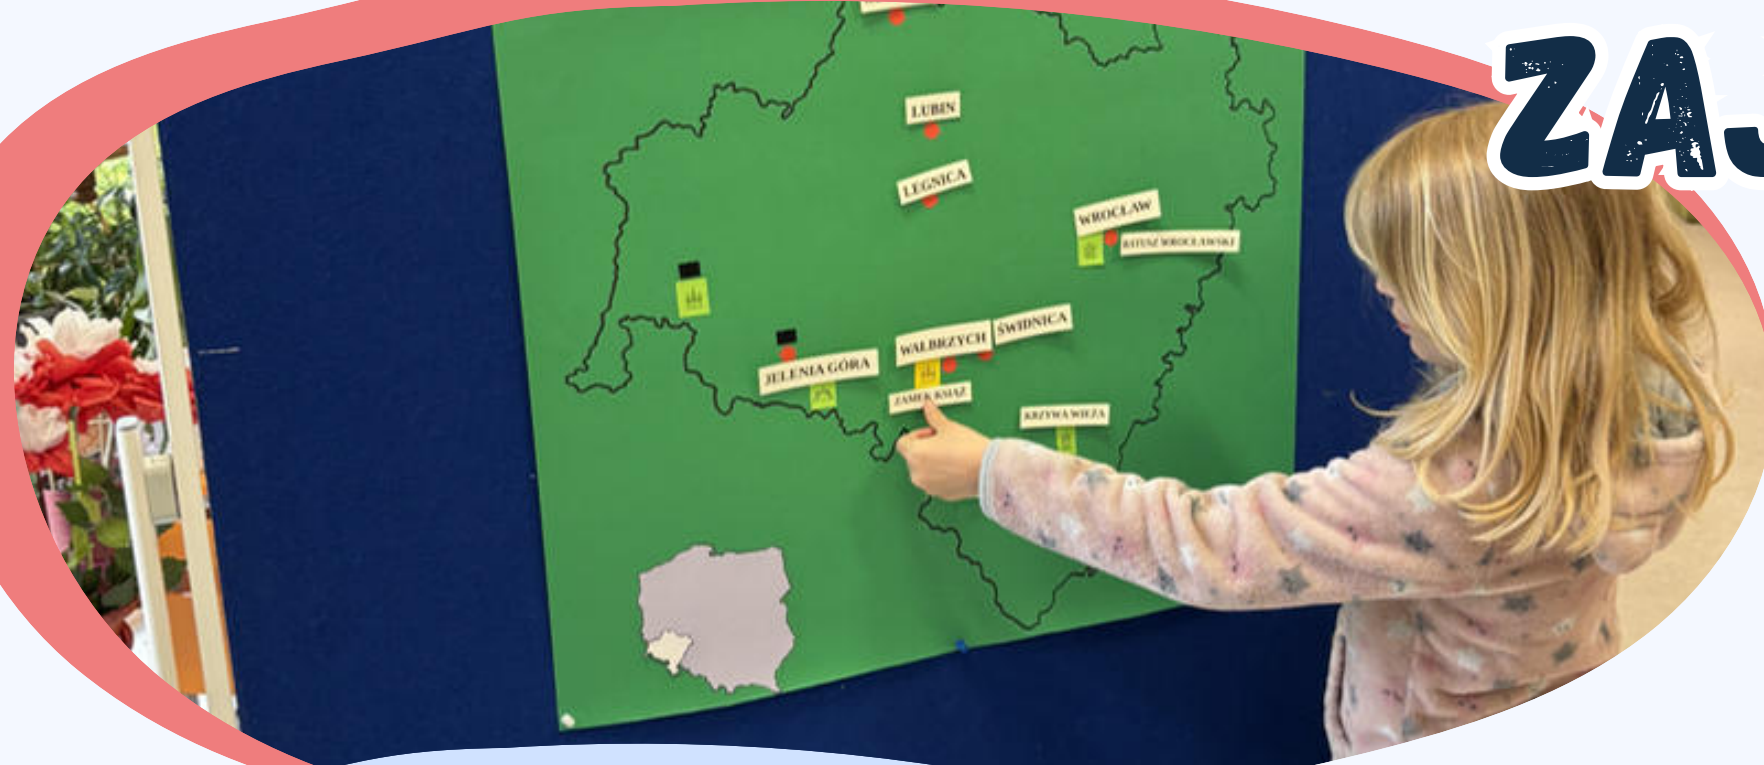 ZA
LUBIN
LEGNICA
WROCŁAW
RATUSZ WROCŁAWSKI
ŚWIDNICA
WAŁBRZYCH
JELENIA GÓRA
ZAMEK KSIĄŻ
KRZYWA WIEŻA